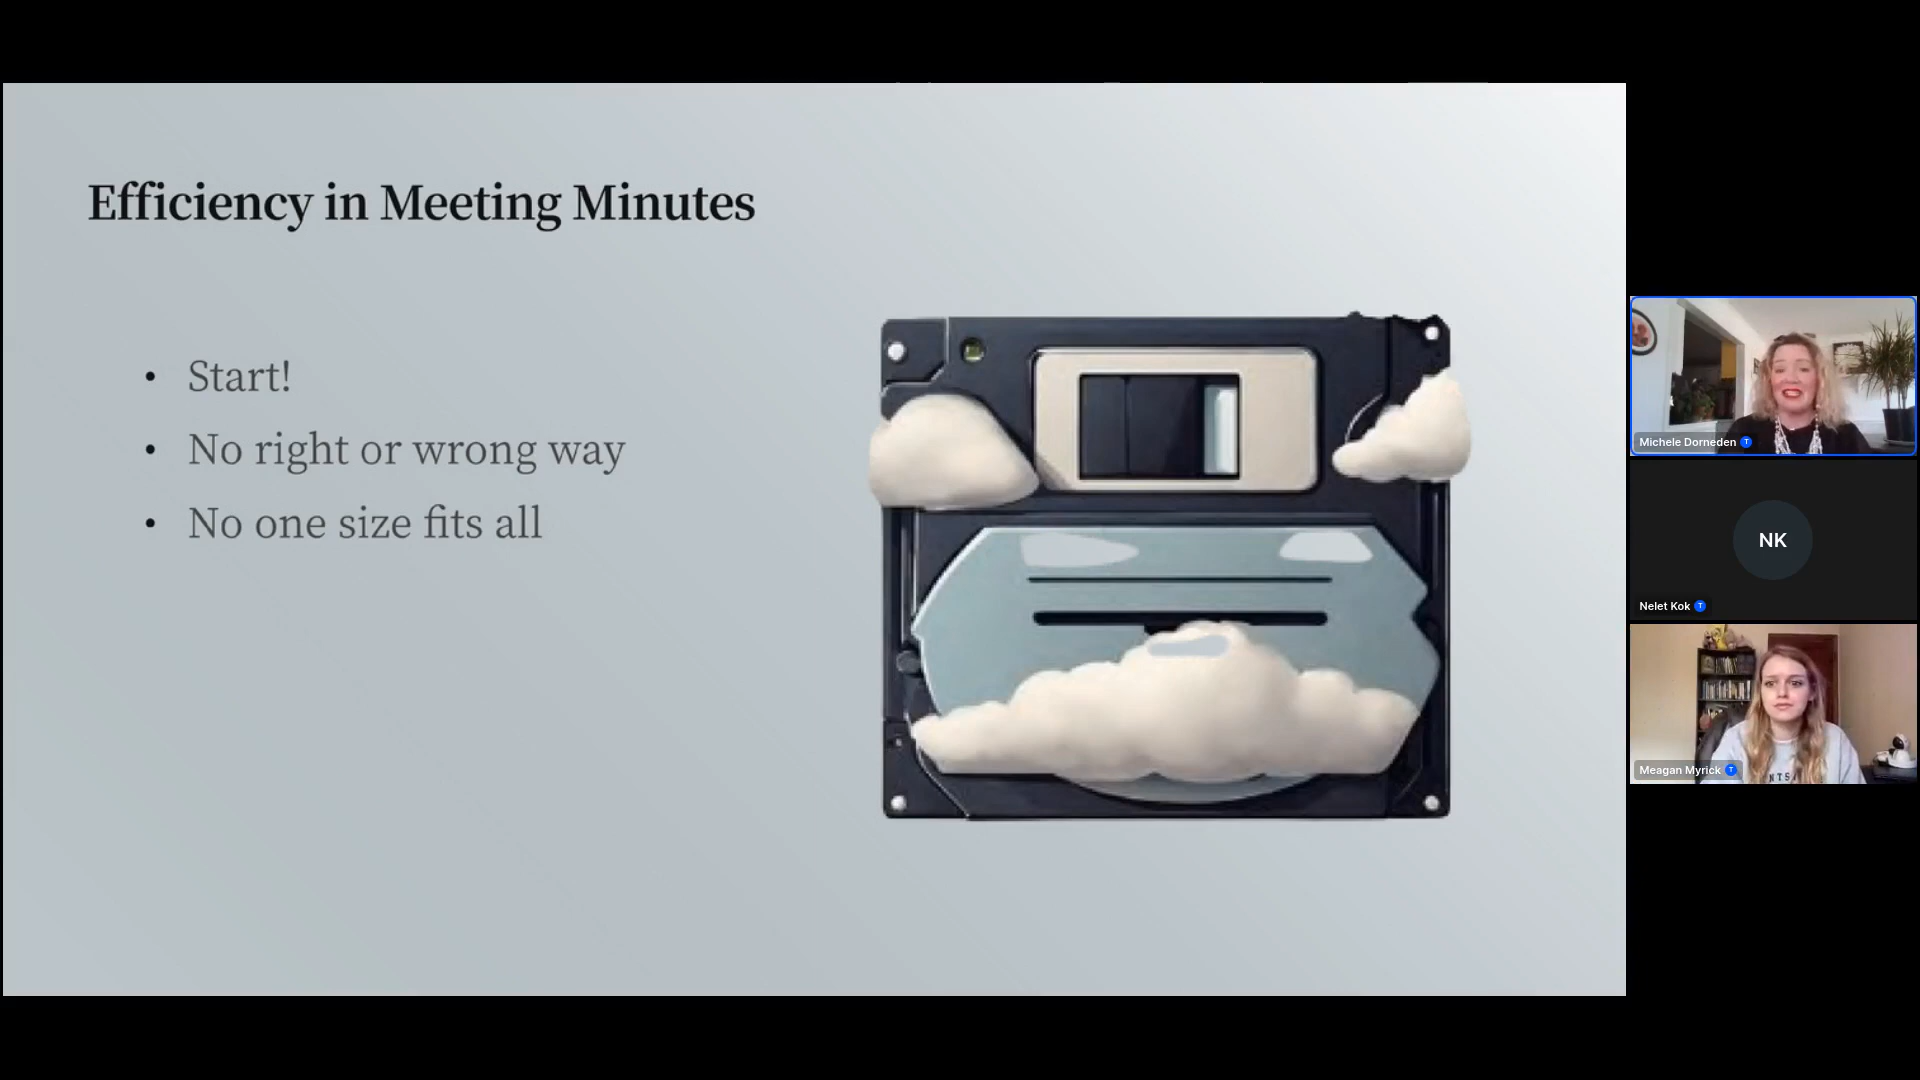 Efficiency in Meeting Minutes
• Start!
• No right or wrong way
• No one size fits all
Michele Dorneden T
NK
Nelet Kok T
Meagan Myrick T
NTS